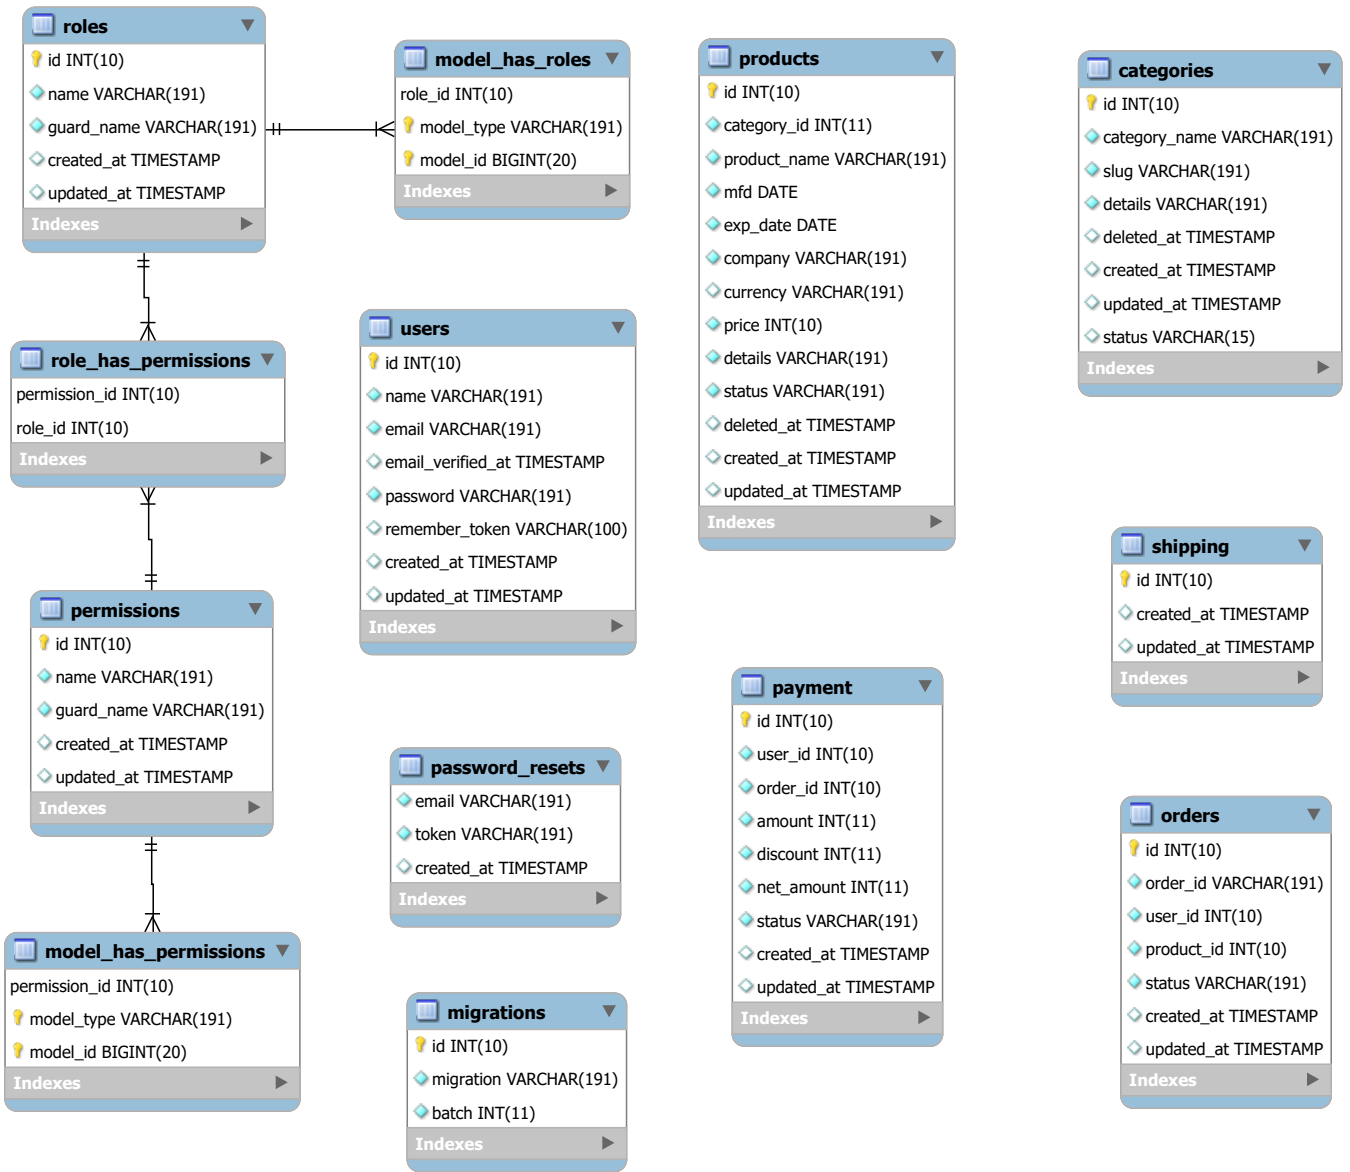 roles
id INT(10)
name VARCHAR(191)
guard_name VARCHAR(191)
created_at TIMESTAMP
updated_at TIMESTAMP
Indexes
model_has_roles
role_id INT(10)
model_type VARCHAR(191)
model_id BIGINT(20)
Indexes
role_has_permissions
permission_id INT(10)
role_id INT(10)
Indexes
permissions
id INT(10)
name VARCHAR(191)
guard_name VARCHAR(191)
created_at TIMESTAMP
updated_at TIMESTAMP
Indexes
model_has_permissions
permission_id INT(10)
model_type VARCHAR(191)
model_id BIGINT(20)
Indexes
users
id INT(10)
name VARCHAR(191)
email VARCHAR(191)
email_verified_at TIMESTAMP
password VARCHAR(191)
remember_token VARCHAR(100)
created_at TIMESTAMP
updated_at TIMESTAMP
Indexes
password_resets
email VARCHAR(191)
token VARCHAR(191)
created_at TIMESTAMP
Indexes
migrations
id INT(10)
migration VARCHAR(191)
batch INT(11)
Indexes
products
id INT(10)
category_id INT(11)
product_name VARCHAR(191)
mfd DATE
exp_date DATE
company VARCHAR(191)
currency VARCHAR(191)
price INT(10)
details VARCHAR(191)
status VARCHAR(191)
deleted_at TIMESTAMP
created_at TIMESTAMP
updated_at TIMESTAMP
Indexes
payment
id INT(10)
user_id INT(10)
order_id INT(10)
amount INT(11)
discount INT(11)
net_amount INT(11)
status VARCHAR(191)
created_at TIMESTAMP
updated_at TIMESTAMP
Indexes
categories
id INT(10)
category_name VARCHAR(191)
slug VARCHAR(191)
details VARCHAR(191)
deleted_at TIMESTAMP
created_at TIMESTAMP
updated_at TIMESTAMP
status VARCHAR(15)
Indexes
shipping
id INT(10)
created_at TIMESTAMP
updated_at TIMESTAMP
Indexes
orders
id INT(10)
order_id VARCHAR(191)
user_id INT(10)
product_id INT(10)
status VARCHAR(191)
created_at TIMESTAMP
updated_at TIMESTAMP
Indexes